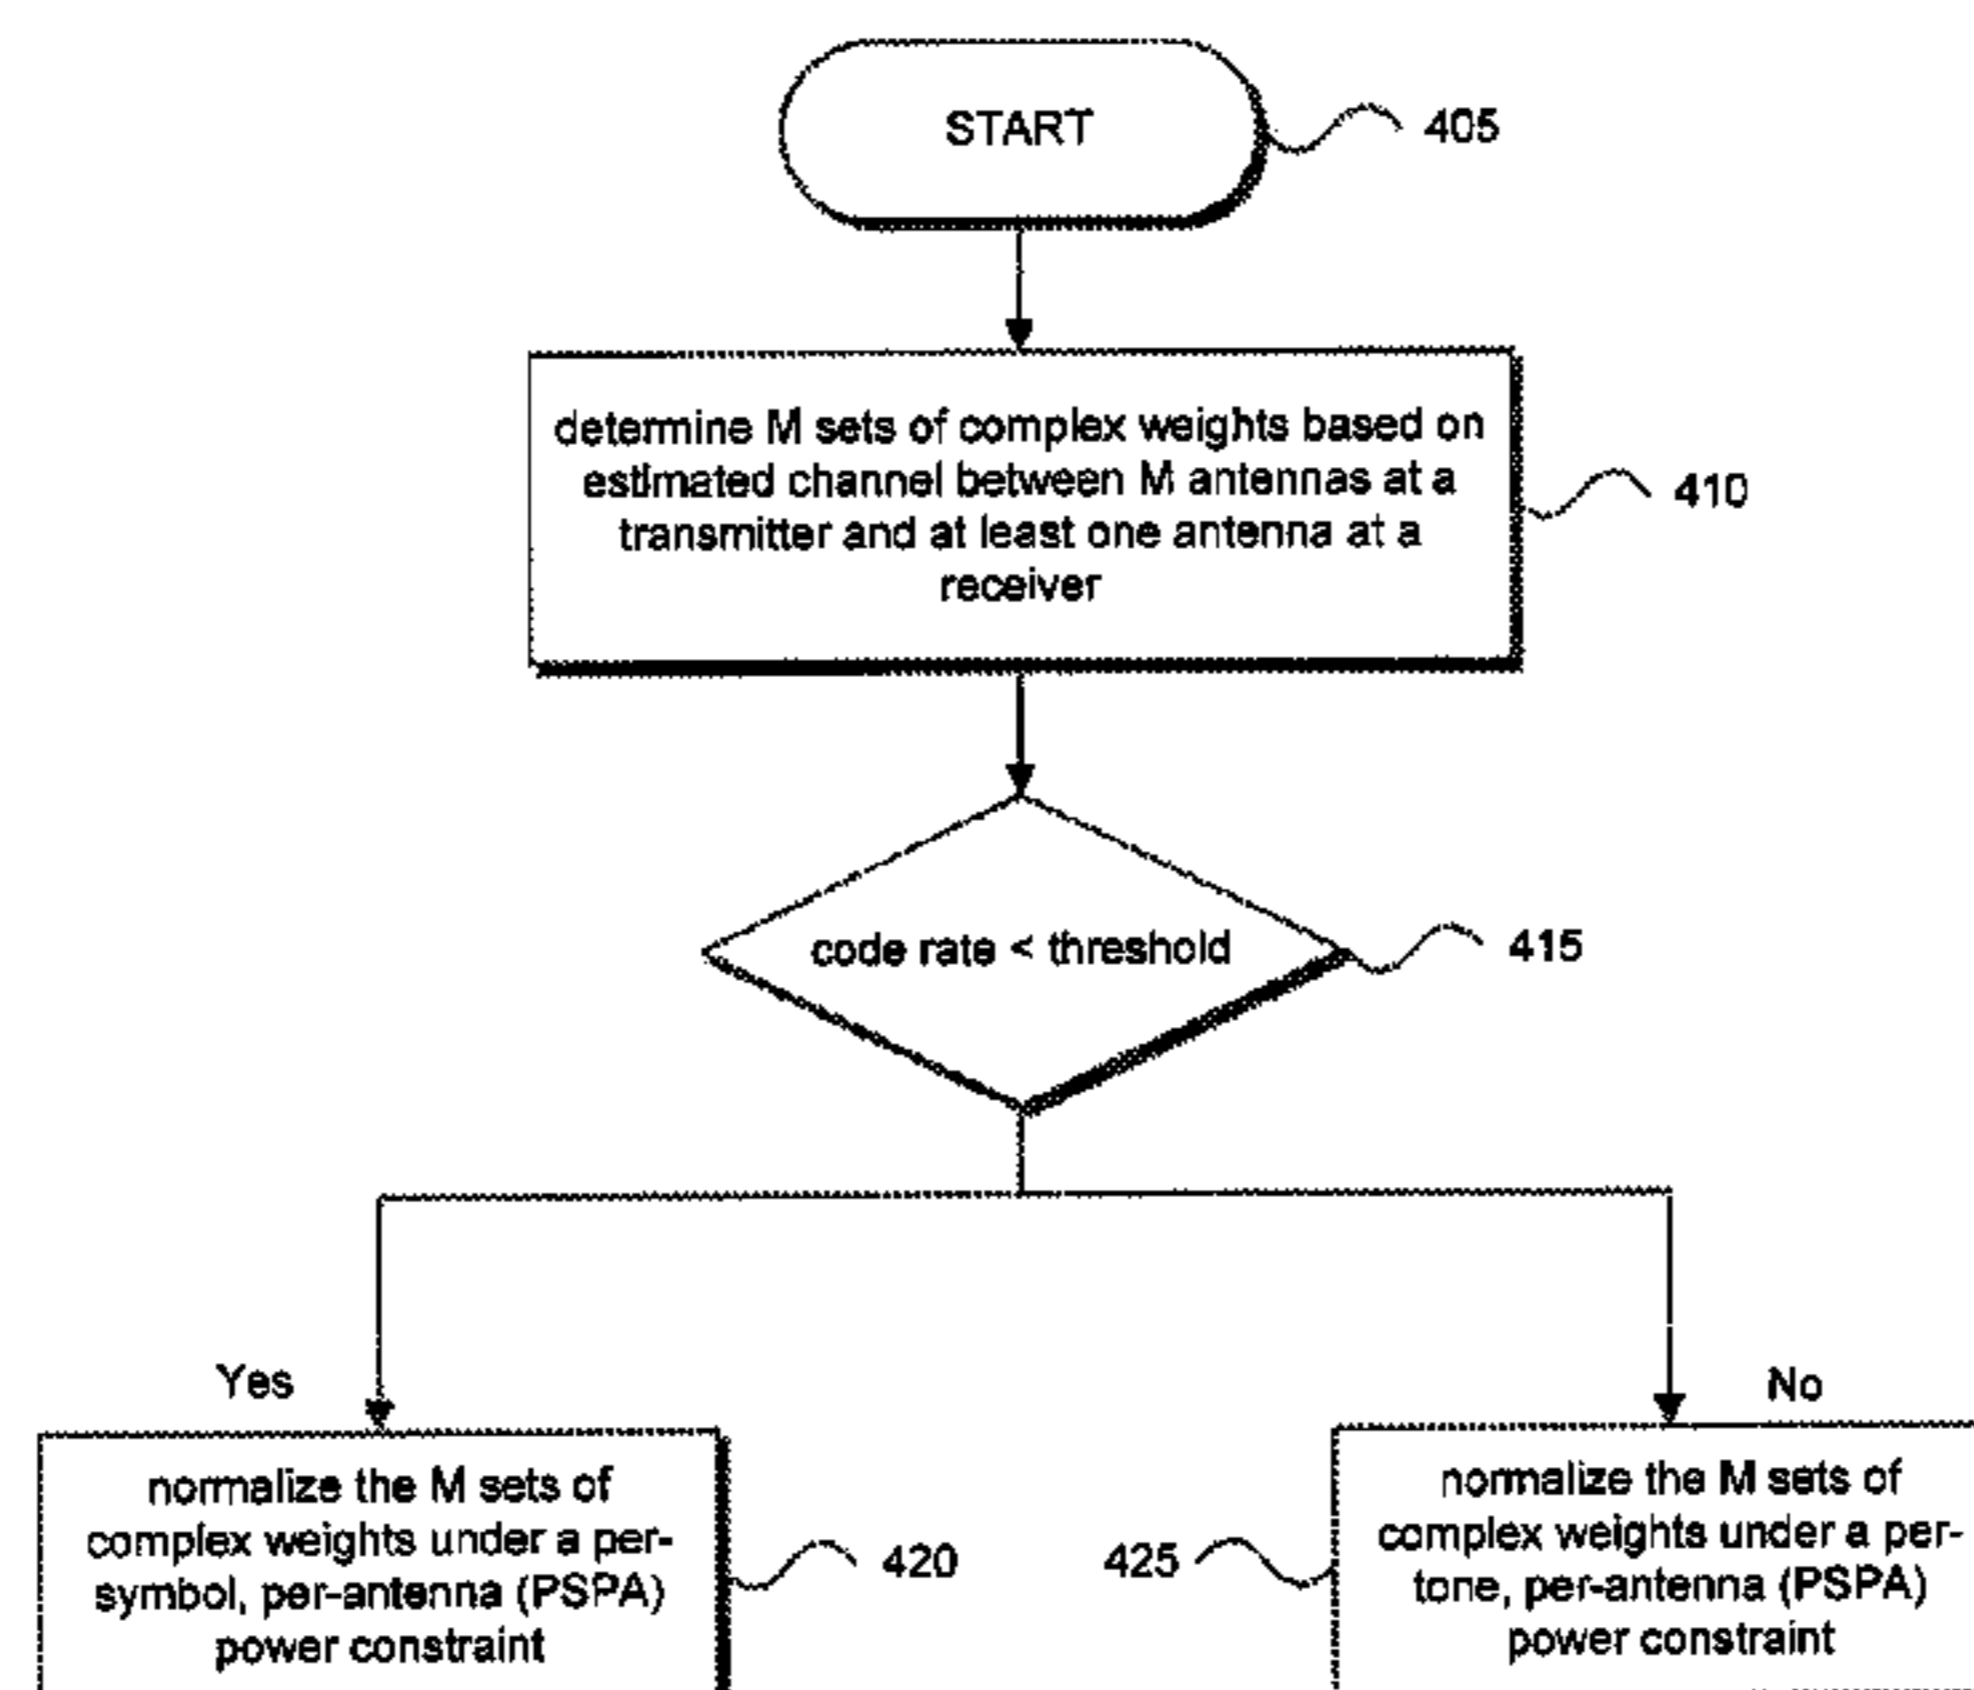 START
405
determine M sets of complex weights based on
estimated channel between M antennas at a
transmitter and at least one antenna at a
receiver
410
code rate < threshold
415
Yes
No
normalize the M sets of
complex weights under a per-
symbol, per-antenna (PSPA)
power constraint
420
425
normalize the M sets of
complex weights under a per-
tone, per-antenna (PSPA)
power constraint